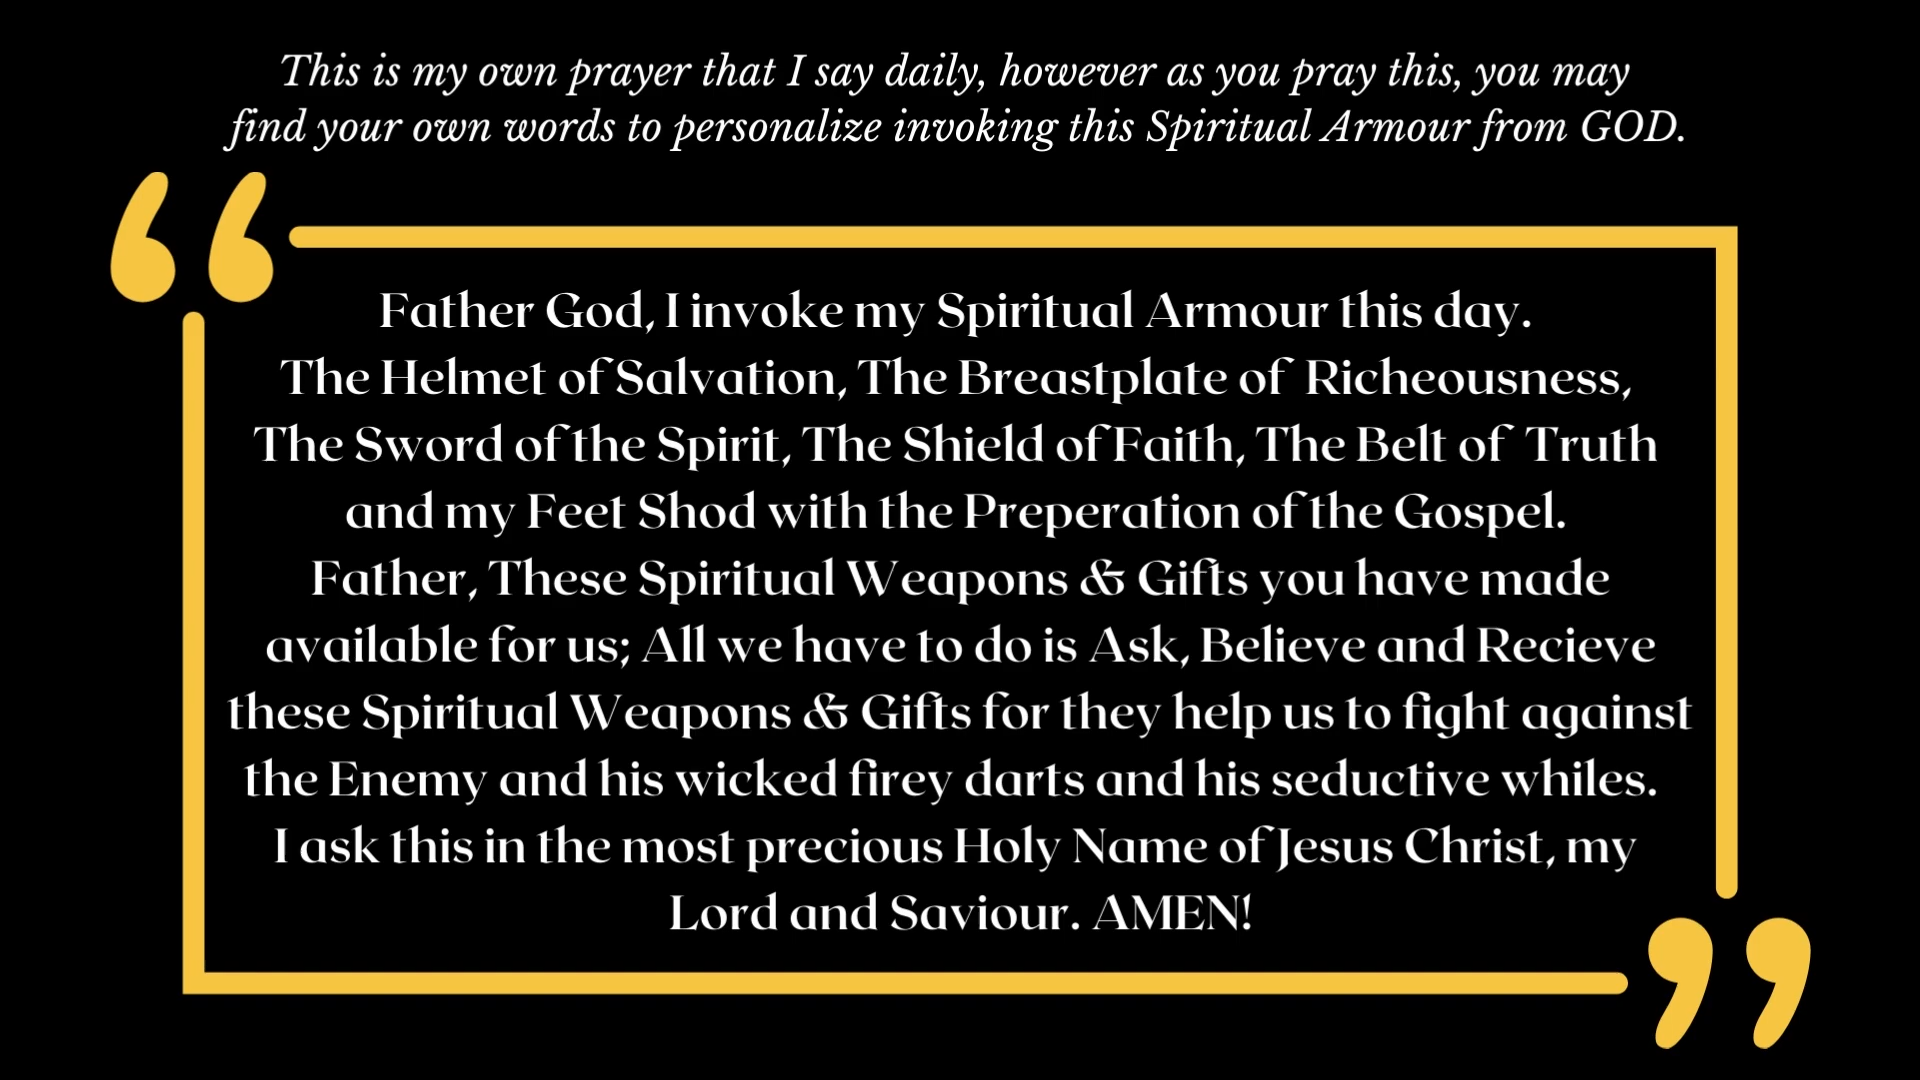 This is my own prayer that I say daily, however as you pray this, you may
find your own words to personalize invoking this Spiritual Armour from GOD.
Father God, I invoke my Spiritual Armour this day.
The Helmet of Salvation, The Breastplate of Richeousness,
The Sword of the Spirit, The Shield of Faith, The Belt of Truth
and my Feet Shod with the Preperation of the Gospel.
Father, These Spiritual Weapons & Gifts you have made
available for us; All we have to do is Ask, Believe and Recieve
these Spiritual Weapons & Gifts for they help us to fight against
the Enemy and his wicked firey darts and his seductive whiles.
I ask this in the most precious Holy Name of Jesus Christ, my
Lord and Saviour. AMEN!